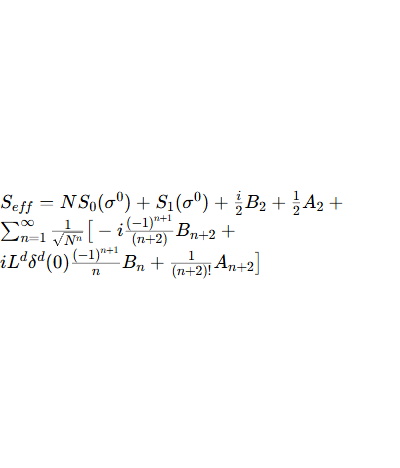 $S_{eff} = NS_0(\sigma^0) + S_1(\sigma^0) + \frac{i}{2}B_2 + \frac{1}{2}A_2 +$
$\sum_{n=1}^{\infty} \frac{1}{\sqrt{N^n}} \big[ -i\frac{(-1)^{n+1}}{(n+2)} B_{n+2} +$
$iL^d\delta^d(0)\frac{(-1)^{n+1}}{n} B_n + \frac{1}{(n+2)!} A_{n+2} \big]$